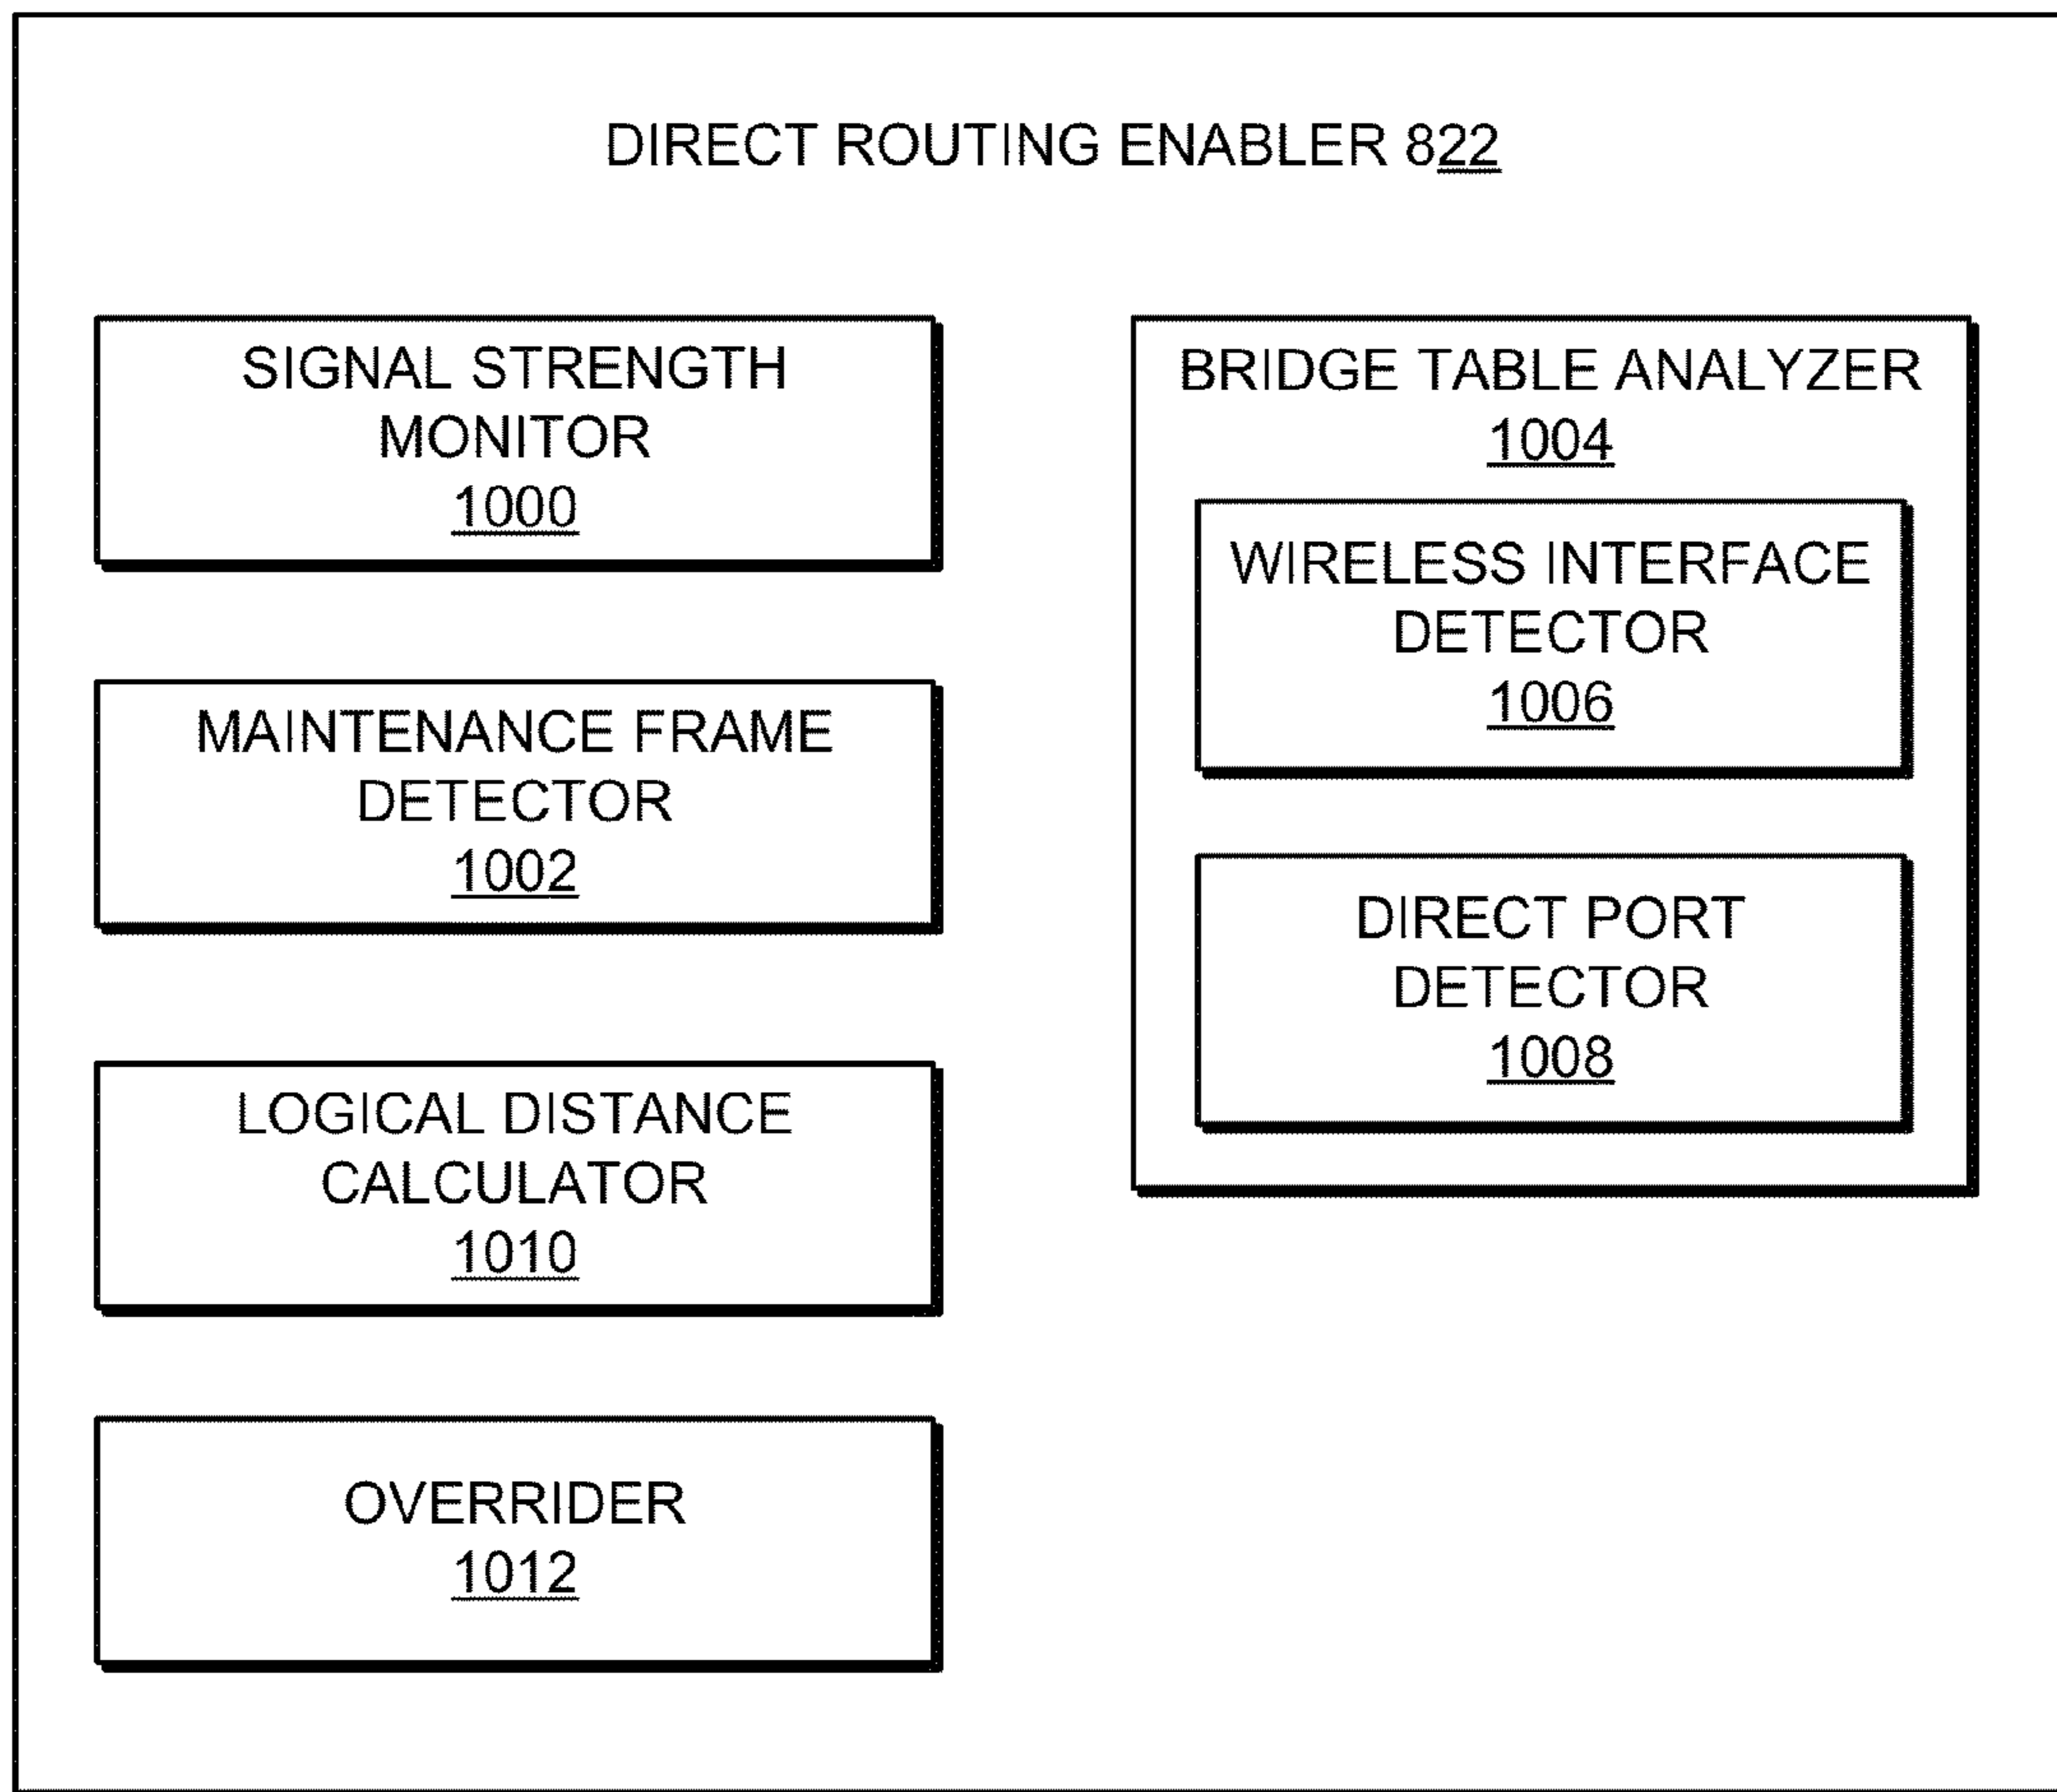 DIRECT ROUTING ENABLER 822
SIGNAL STRENGTH
MONITOR
1000
MAINTENANCE FRAME
DETECTOR
1002
LOGICAL DISTANCE
CALCULATOR
1010
OVERRIDER
1012
BRIDGE TABLE ANALYZER
1004
WIRELESS INTERFACE
DETECTOR
1006
DIRECT PORT
DETECTOR
1008